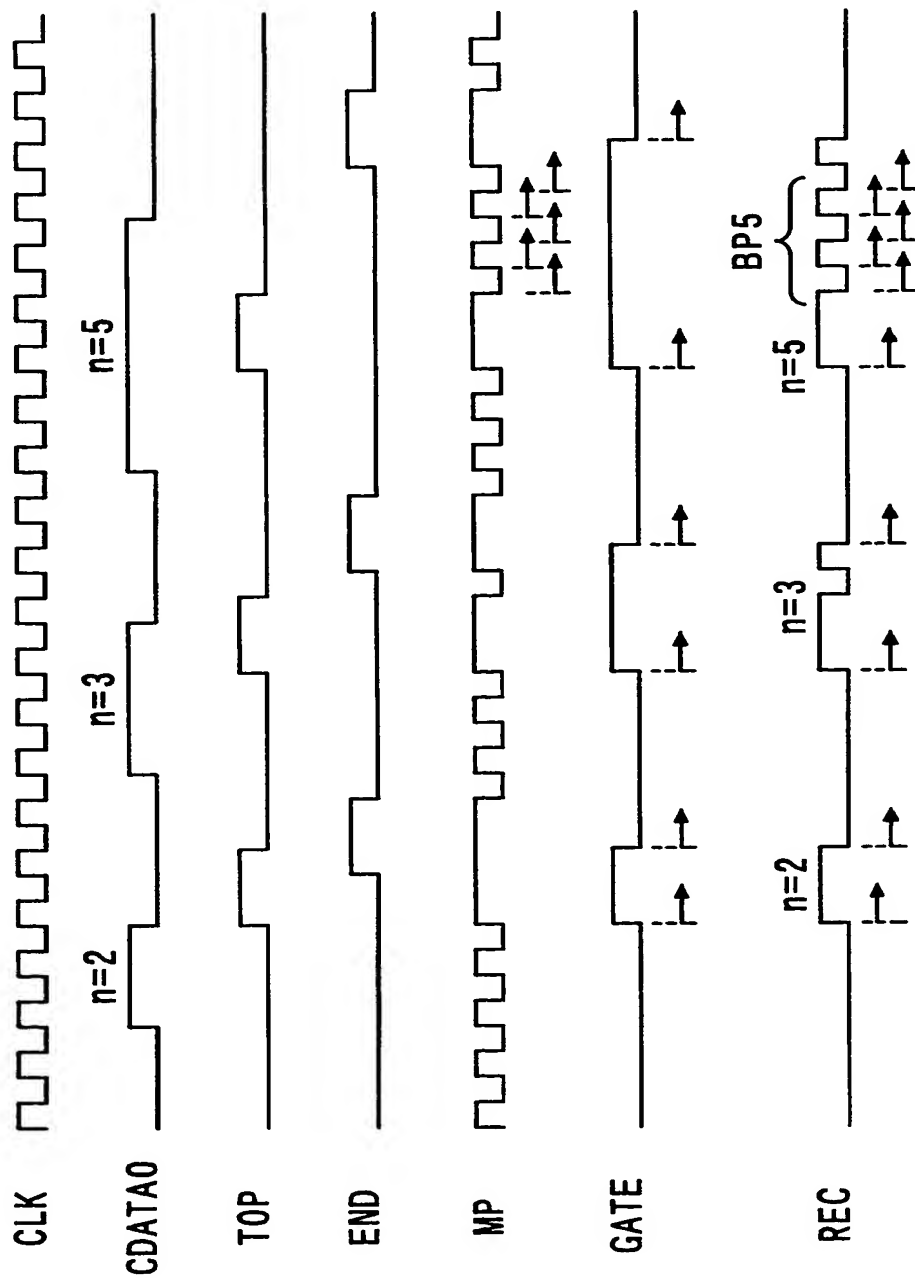 CLK
CDATA0
n=2
n=3
n=5
TOP
END
MP
GATE
REC
n=2
n=3
n=5
BP5